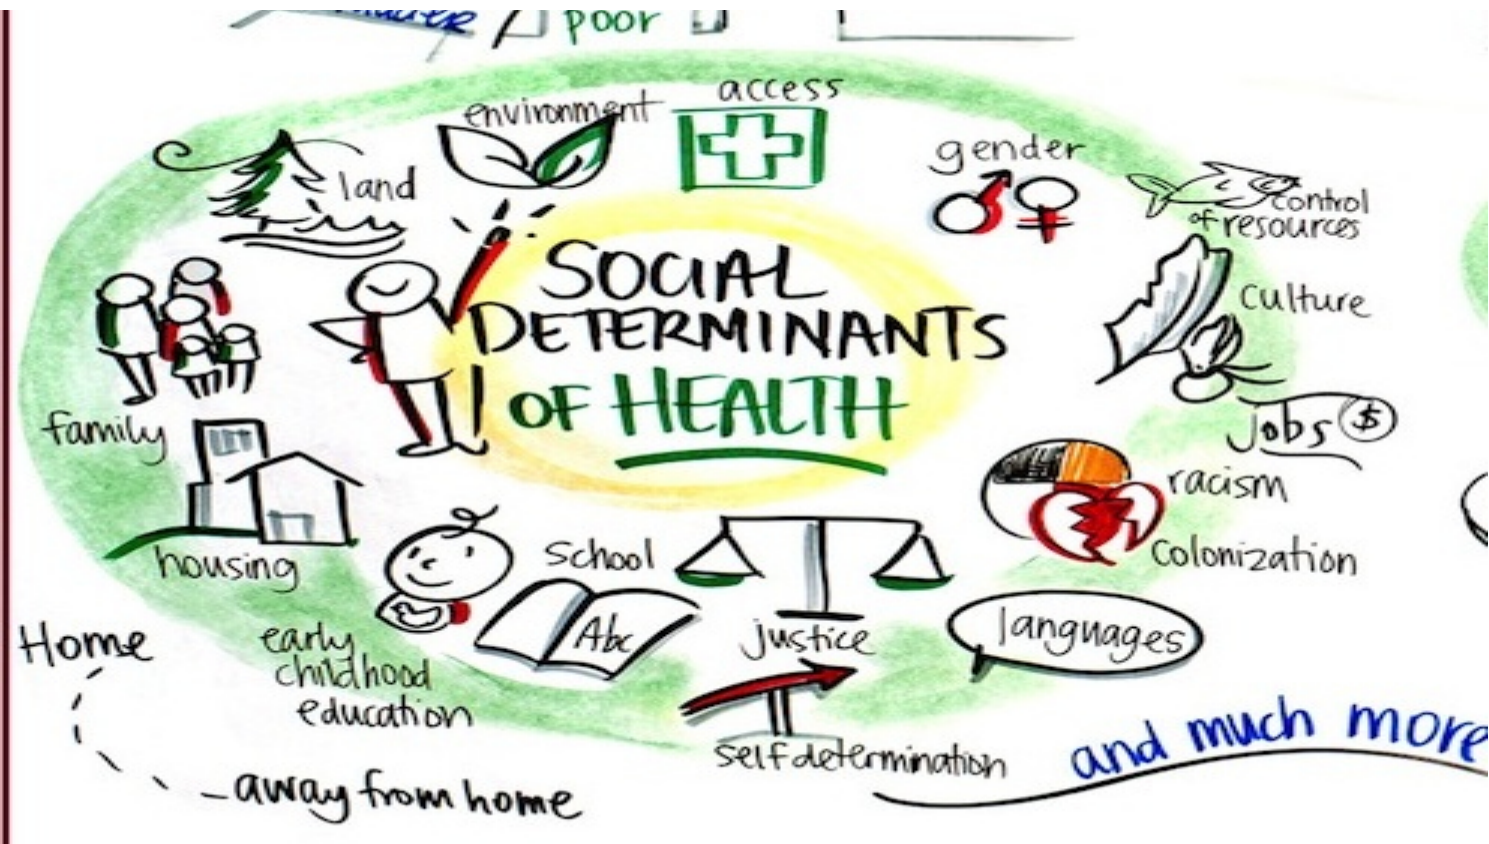 poor
environment
access
land
gender
control
of resources
SOCIAL
DETERMINANTS
OF HEALTH
culture
family
jobs $
racism
colonization
housing
school
Abc
justice
languages
early
childhood
education
Home
self determination
and much more
away from home